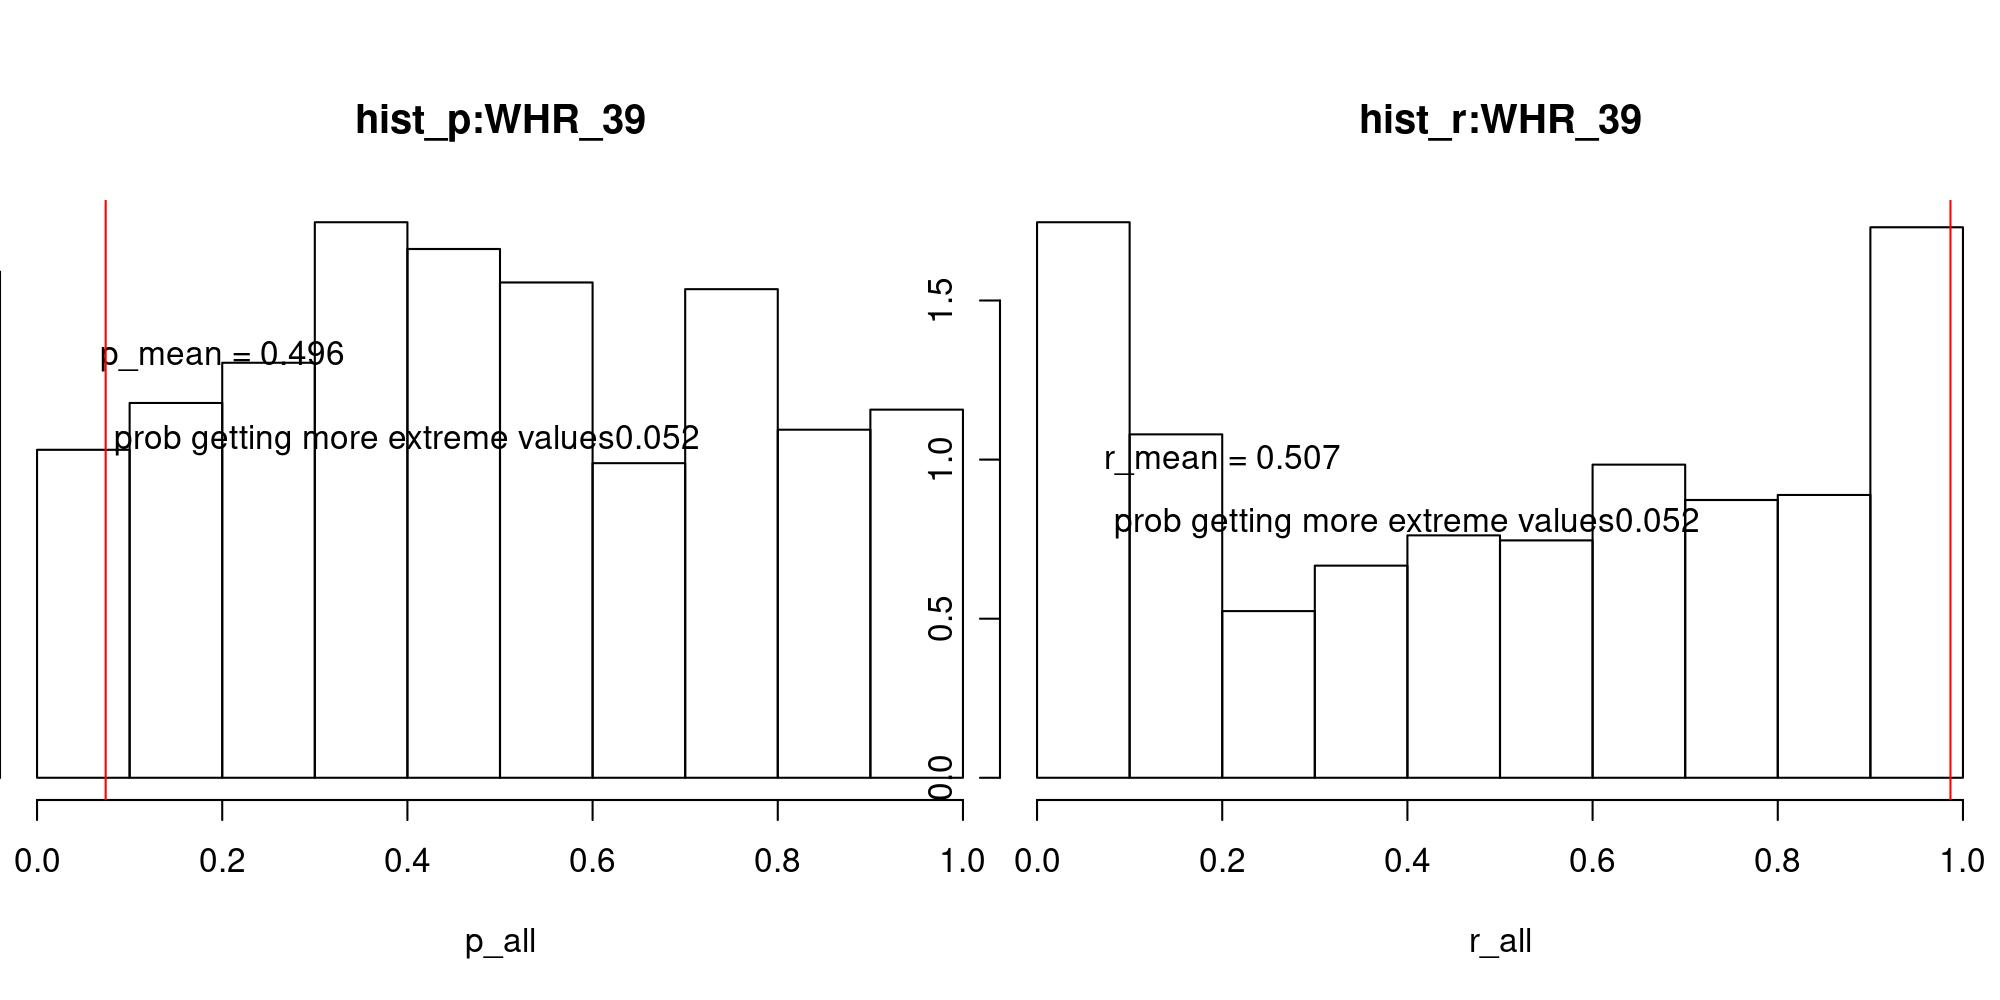 hist_p:WHR_39
p_mean = 0.496
prob getting more extreme values0.052
0.0 0.2 0.4 0.6 0.8 1.0
p_all
hist_r:WHR_39
1.5
1.0
0.5
0.0
r_mean = 0.507
prob getting more extreme values0.052
0.0 0.2 0.4 0.6 0.8 1.0
r_all